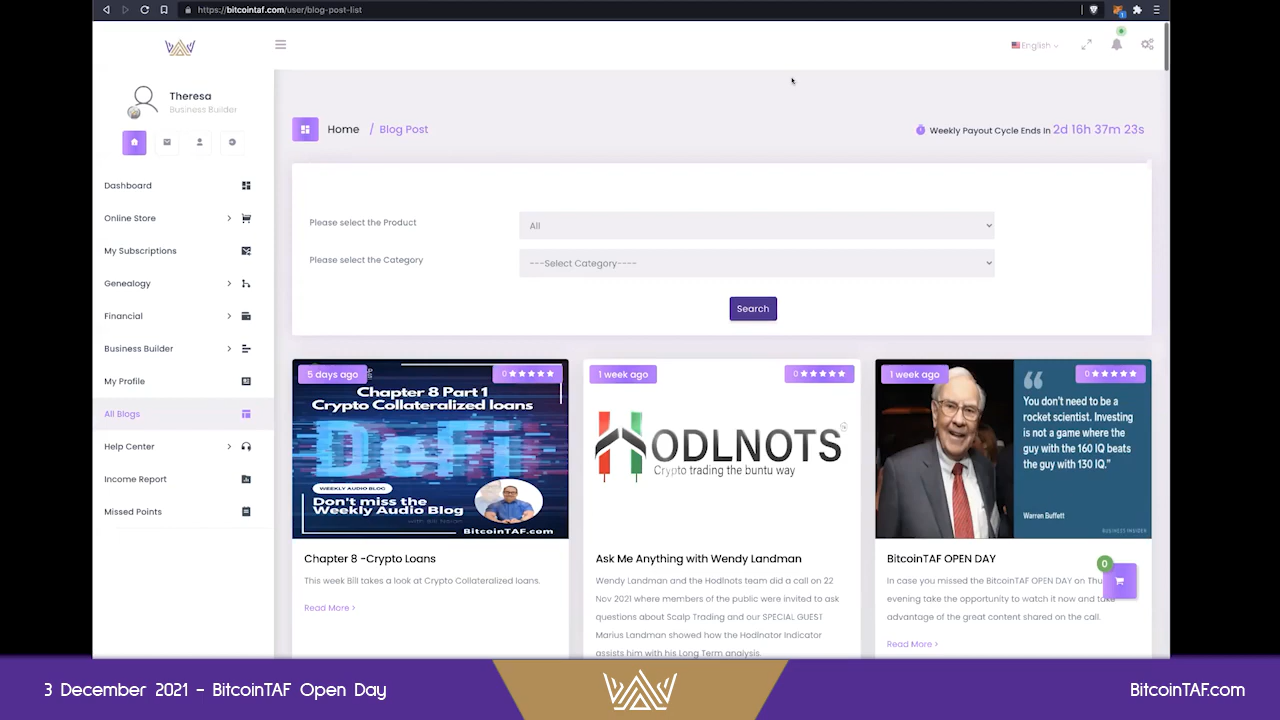 https://bitcointaf.com/user/blog-post-list
English
Theresa
Business Builder
Home / Blog Post
Weekly Payout Cycle Ends In 2d 16h 37m 23s
Dashboard
Online Store
My Subscriptions
Genealogy
Financial
Business Builder
My Profile
All Blogs
Help Center
Income Report
Missed Points
Please select the Product
All
Please select the Category
---Select Category----
Search
5 days ago
0
Chapter 8 Part 1
Crypto Collateralized loans
DeFi
WEEKLY AUDIO BLOG
Don't miss the
Weekly Audio Blog
BitcoinTAF.com
Chapter 8 -Crypto Loans
This week Bill takes a look at Crypto Collateralized loans.
Read More >
1 week ago
0
HODLNOTS
Crypto trading the buntu way
Ask Me Anything with Wendy Landman
Wendy Landman and the Hodlnots team did a call on 22
Nov 2021 where members of the public were invited to ask
questions about Scalp Trading and our SPECIAL GUEST
Marius Landman showed how the Hodlnator Indicator
assists him with his Long Term analysis.
1 week ago
0
You don't need to be a
rocket scientist. Investing
is not a game where the
guy with the 160 IQ beats
the guy with 130 IQ."
Warren Buffett
BUSINESS INSIDER
BitcoinTAF OPEN DAY
In case you missed the BitcoinTAF OPEN DAY on Thu
evening take the opportunity to watch it now and take
advantage of the great content shared on the call.
Read More >
0
3 December 2021 - BitcoinTAF Open Day
BitcoinTAF.com